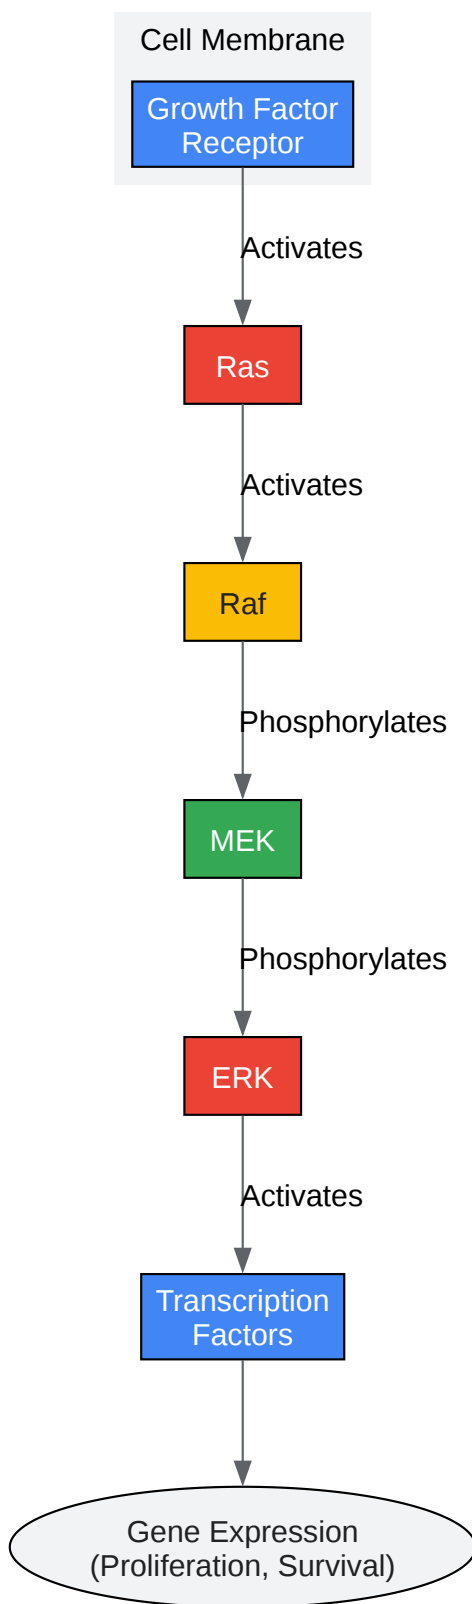 Cell Membrane
Growth Factor
Receptor
Activates
Ras
Activates
Raf
Phosphorylates
MEK
Phosphorylates
ERK
Activates
Transcription
Factors
Gene Expression
(Proliferation, Survival)